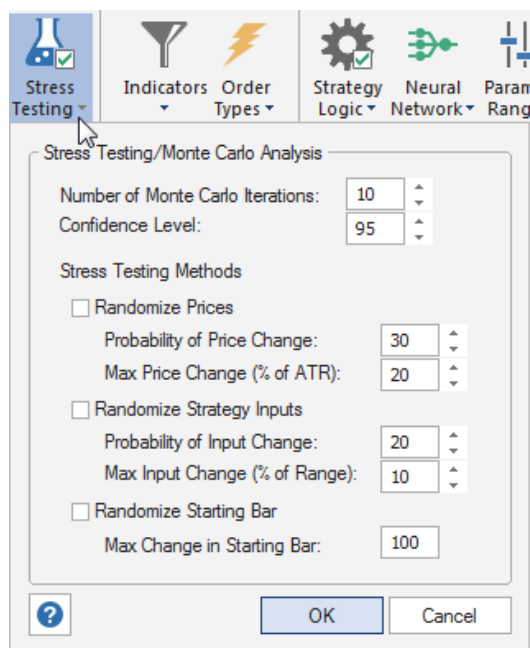 Stress Testing
Indicators
Order Types
Strategy Logic
Neural Network
Param
Rang
Stress Testing/Monte Carlo Analysis
Number of Monte Carlo Iterations: 10
Confidence Level: 95
Stress Testing Methods
Randomize Prices
Probability of Price Change: 30
Max Price Change (% of ATR): 20
Randomize Strategy Inputs
Probability of Input Change: 20
Max Input Change (% of Range): 10
Randomize Starting Bar
Max Change in Starting Bar: 100
? OK Cancel